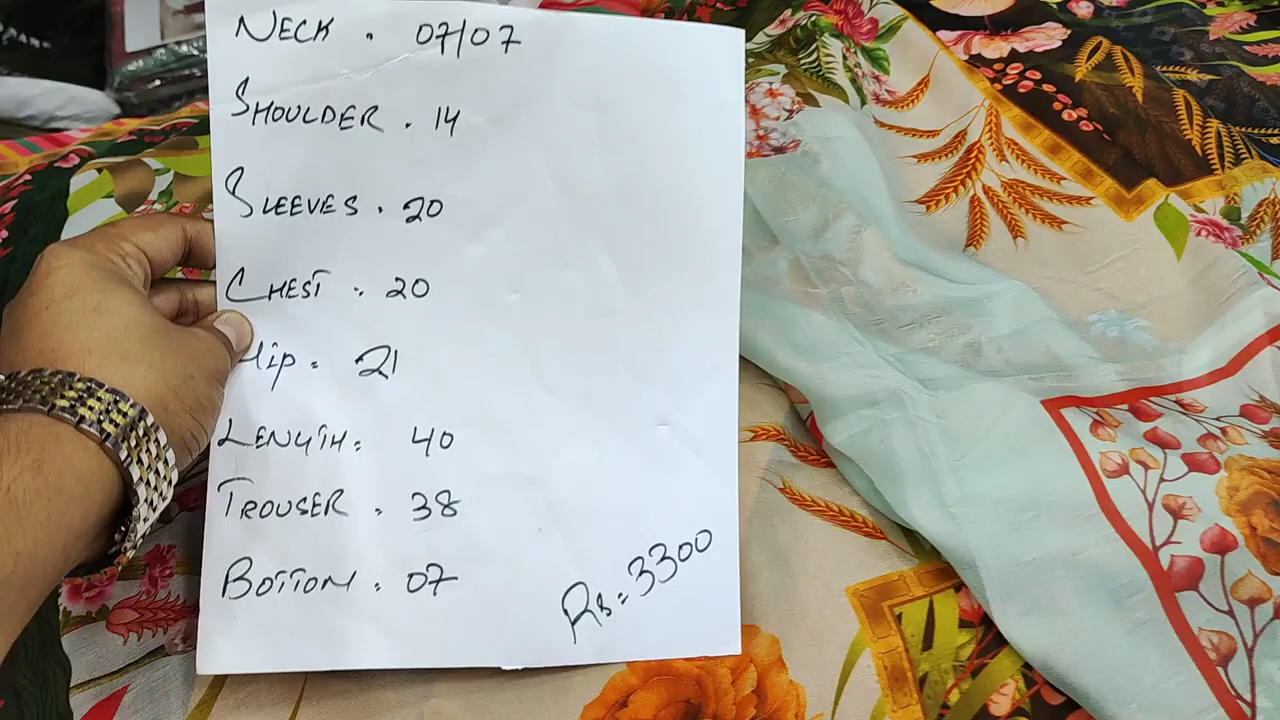 NECK . 07/07
SHOULDER . 14
SLEEVES . 20
CHEST . 20
Hip . 21
LENGTH . 40
TROUSER . 38
BOTTOM . 07
Rs . 3300